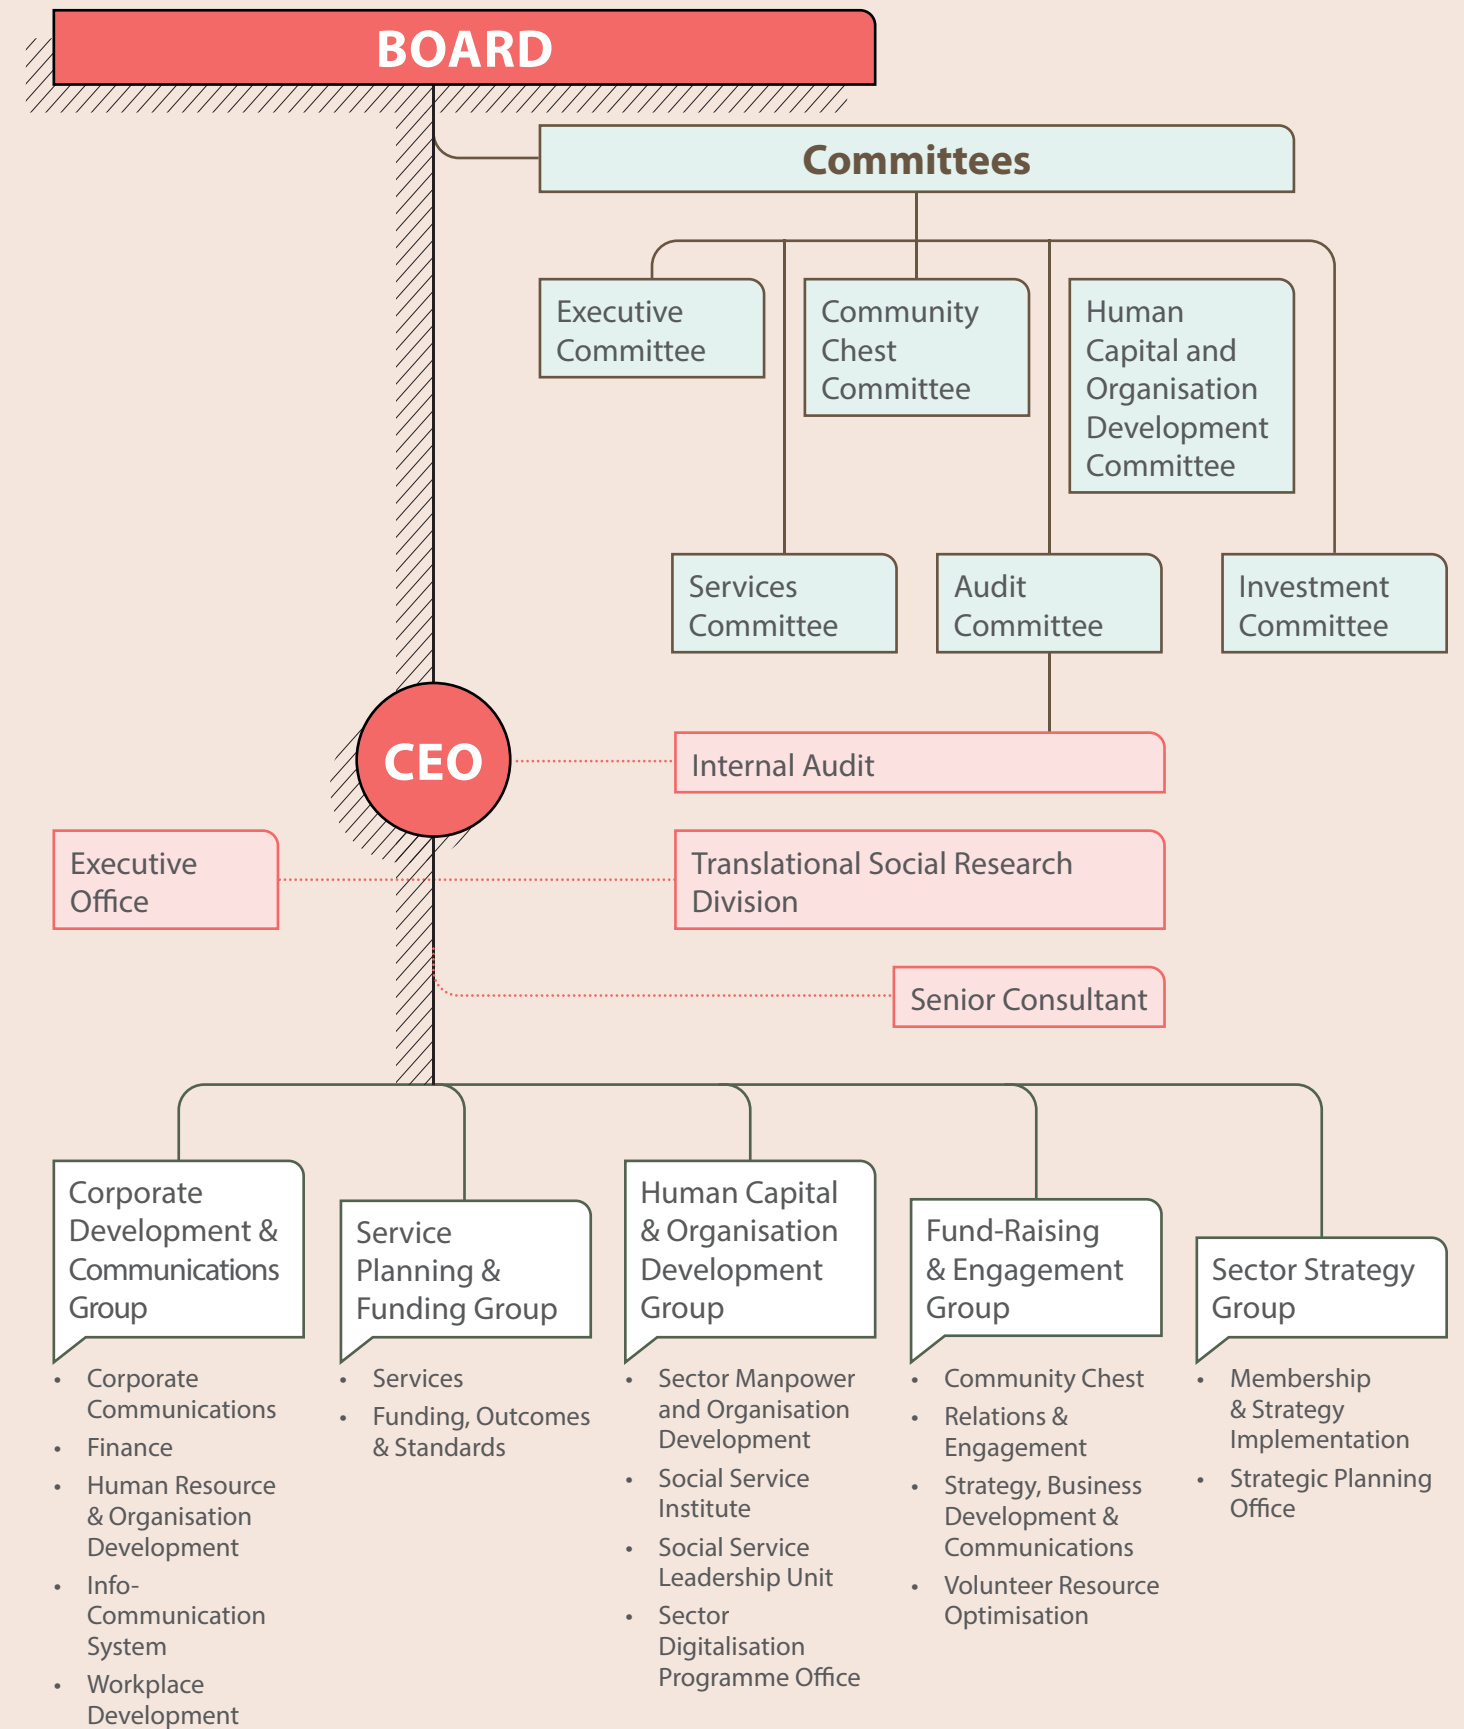 BOARD
Committees
Executive
Committee
Community
Chest
Committee
Human
Capital and
Organisation
Development
Committee
Services
Committee
Audit
Committee
Investment
Committee
CEO
Internal Audit
Executive
Office
Translational Social Research
Division
Senior Consultant
Corporate
Development &
Communications
Group
• Corporate
Communications
• Finance
• Human Resource
& Organisation
Development
• Info-
Communication
System
• Workplace
Development
Service
Planning &
Funding Group
• Services
• Funding, Outcomes
& Standards
Human Capital
& Organisation
Development
Group
• Sector Manpower
and Organisation
Development
• Social Service
Institute
• Social Service
Leadership Unit
• Sector
Digitalisation
Programme Office
Fund-Raising
& Engagement
Group
• Community Chest
• Relations &
Engagement
• Strategy, Business
Development &
Communications
• Volunteer Resource
Optimisation
Sector Strategy
Group
• Membership
& Strategy
Implementation
• Strategic Planning
Office